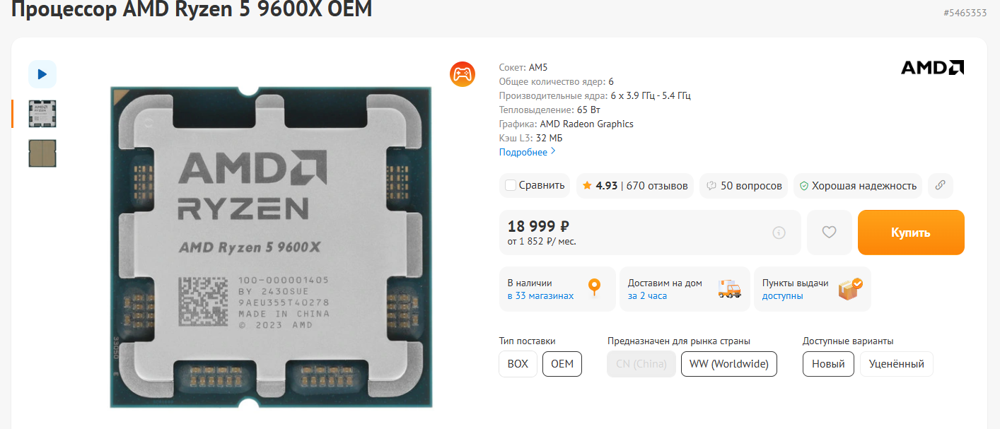 Процессор AMD Ryzen 5 9600X OEM
#5465353
AMD
RYZEN
AMD Ryzen 5 9600X
100-000001405
BY 2430SUE
9AEU355T40278
MADE IN CHINA
© 2023 AMD
33050
E
Сокет: AM5
Общее количество ядер: 6
Производительные ядра: 6 x 3.9 ГГц - 5.4 ГГц
Тепловыделение: 65 Вт
Графика: AMD Radeon Graphics
Кэш L3: 32 МБ
Подробнее
AMD
Сравнить
4.93 | 670 отзывов
50 вопросов
Хорошая надежность
18 999 ₽
от 1 852 ₽/ мес.
Купить
В наличии
в 33 магазинах
Доставим на дом
за 2 часа
Пункты выдачи
доступны
Тип поставки
BOX
OEM
Предназначен для рынка страны
CN (China)
WW (Worldwide)
Доступные варианты
Новый
Уценённый